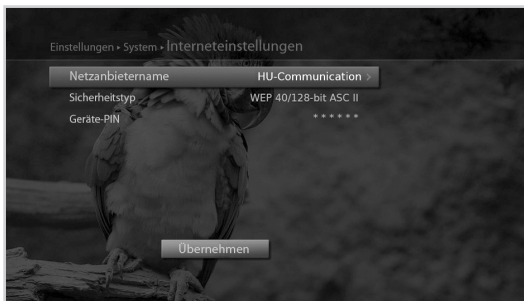 Einstellungen ▸ System ▸ Interneteinstellungen
Netzanbietername HU-Communication >
Sicherheitstyp WEP 40/128-bit ASC II
Geräte-PIN * * * * * *
Übernehmen